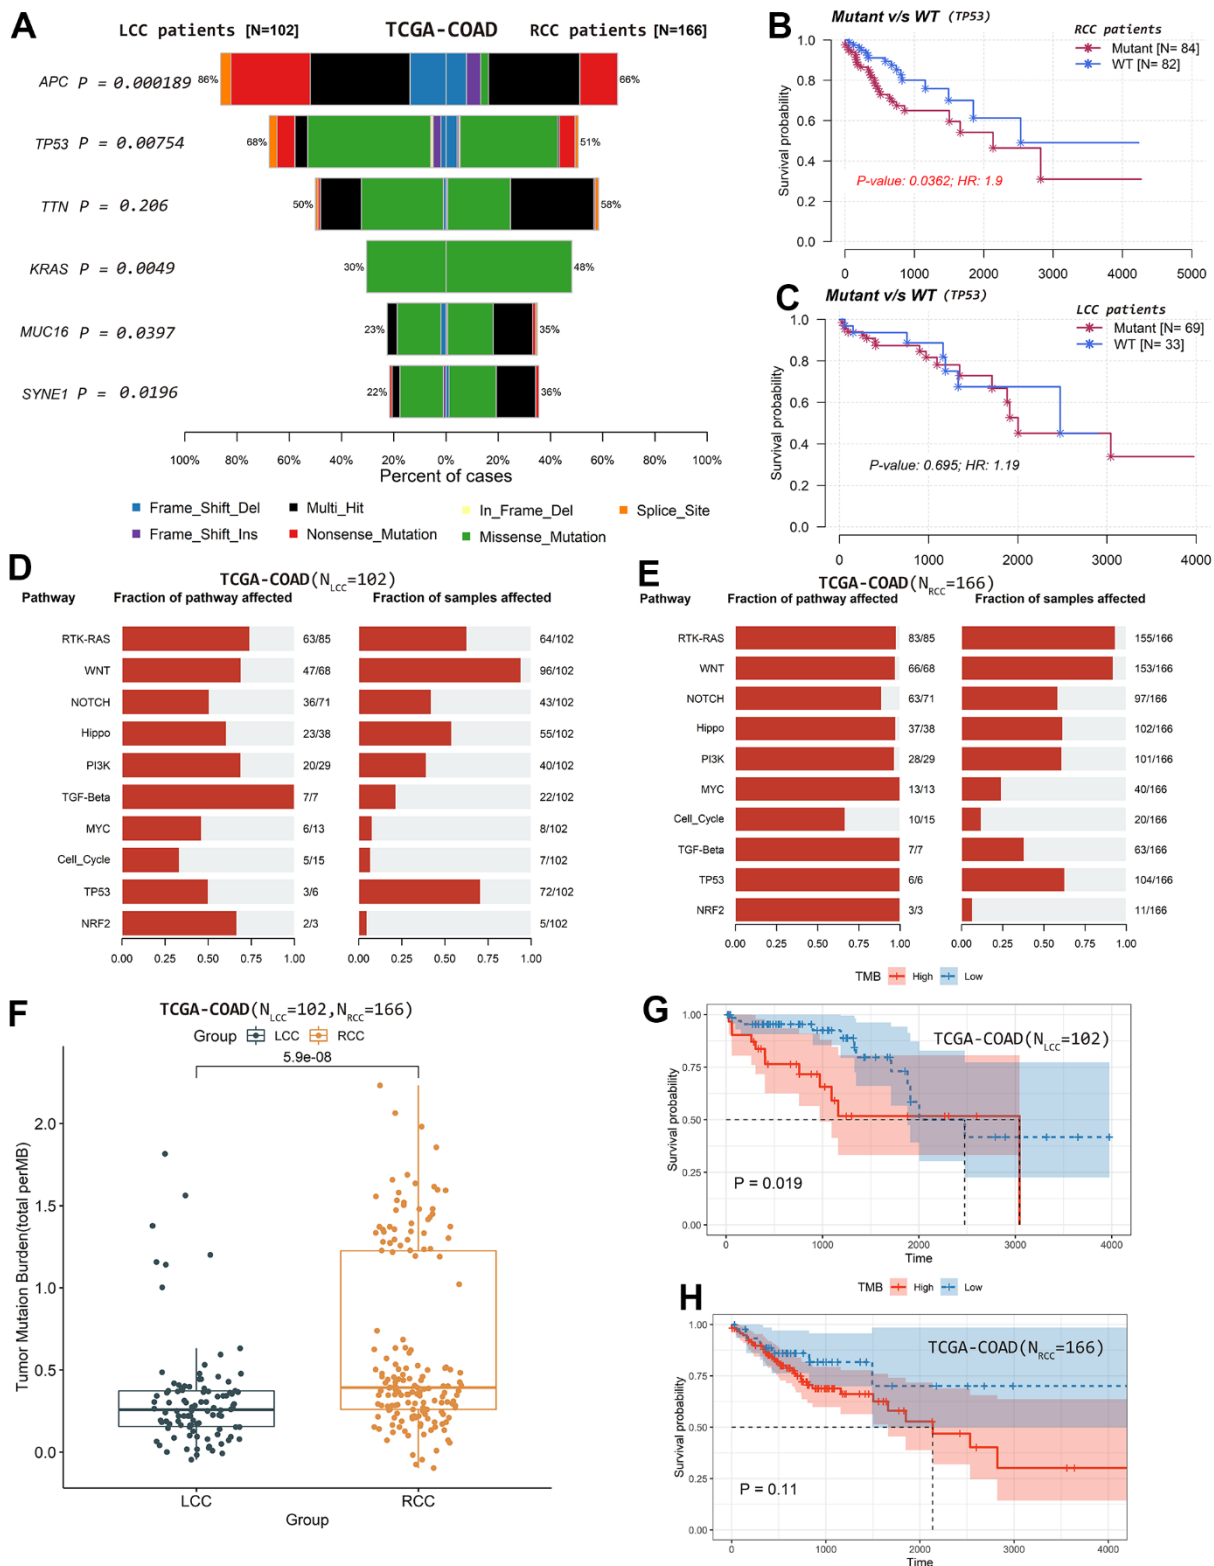 A
LCC patients [N=102]
TCGA-COAD
RCC patients [N=166]
APC P = 0.000189
86%
66%
TP53 P = 0.00754
68%
51%
TTN P = 0.206
50%
58%
KRAS P = 0.0049
30%
48%
MUC16 P = 0.0397
23%
35%
SYNE1 P = 0.0196
22%
36%
100% 80% 60% 40% 20% 0% 20% 40% 60% 80% 100%
Percent of cases
Frame_Shift_Del
Multi_Hit
In_Frame_Del
Splice_Site
Frame_Shift_Ins
Nonsense_Mutation
Missense_Mutation
B
Mutant v/s WT (TP53)
RCC patients
Mutant [N= 84]
WT [N= 82]
Survival probability
1.0
0.8
0.6
0.4
0.2
0.0
P-value: 0.0362; HR: 1.9
0 1000 2000 3000 4000 5000
C
Mutant v/s WT (TP53)
LCC patients
Mutant [N= 69]
WT [N= 33]
Survival probability
1.0
0.8
0.6
0.4
0.2
0.0
P-value: 0.695; HR: 1.19
0 1000 2000 3000 4000
D
TCGA-COAD(NLCC=102)
Pathway Fraction of pathway affected Fraction of samples affected
RTK-RAS 63/85 64/102
WNT 47/68 96/102
NOTCH 36/71 43/102
Hippo 23/38 55/102
PI3K 20/29 40/102
TGF-Beta 7/7 22/102
MYC 6/13 8/102
Cell_Cycle 5/15 7/102
TP53 3/6 72/102
NRF2 2/3 5/102
0.00 0.25 0.50 0.75 1.00 0.00 0.25 0.50 0.75 1.00
E
TCGA-COAD(NRCC=166)
Pathway Fraction of pathway affected Fraction of samples affected
RTK-RAS 83/85 155/166
WNT 66/68 153/166
NOTCH 63/71 97/166
Hippo 37/38 102/166
PI3K 28/29 101/166
MYC 13/13 40/166
Cell_Cycle 10/15 20/166
TGF-Beta 7/7 63/166
TP53 6/6 104/166
NRF2 3/3 11/166
0.00 0.25 0.50 0.75 1.00 0.00 0.25 0.50 0.75 1.00
F
TCGA-COAD(NLCC=102,NRCC=166)
Group LCC RCC
5.9e-08
Tumor Mutaion Burden(total perMB)
2.0
1.5
1.0
0.5
0.0
LCC RCC
Group
TMB High Low
G
TCGA-COAD(NLCC=102)
Survival probability
1.00
0.75
0.50
0.25
0.00
P = 0.019
0 1000 2000 3000 4000
Time
TMB High Low
H
TCGA-COAD(NRCC=166)
Survival probability
1.00
0.75
0.50
0.25
0.00
P = 0.11
0 1000 2000 3000 4000
Time